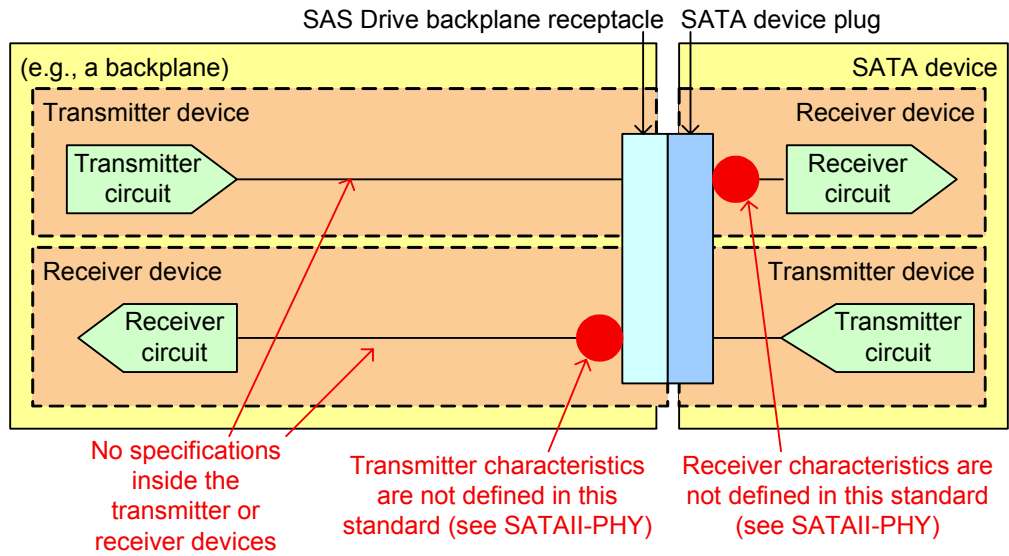 SAS Drive backplane receptacle
SATA device plug
(e.g., a backplane)
SATA device
Transmitter device
Receiver device
Transmitter
circuit
Receiver
circuit
Receiver device
Transmitter device
Receiver
circuit
Transmitter
circuit
No specifications
inside the
transmitter or
receiver devices
Transmitter characteristics
are not defined in this
standard (see SATAII-PHY)
Receiver characteristics are
not defined in this standard
(see SATAII-PHY)